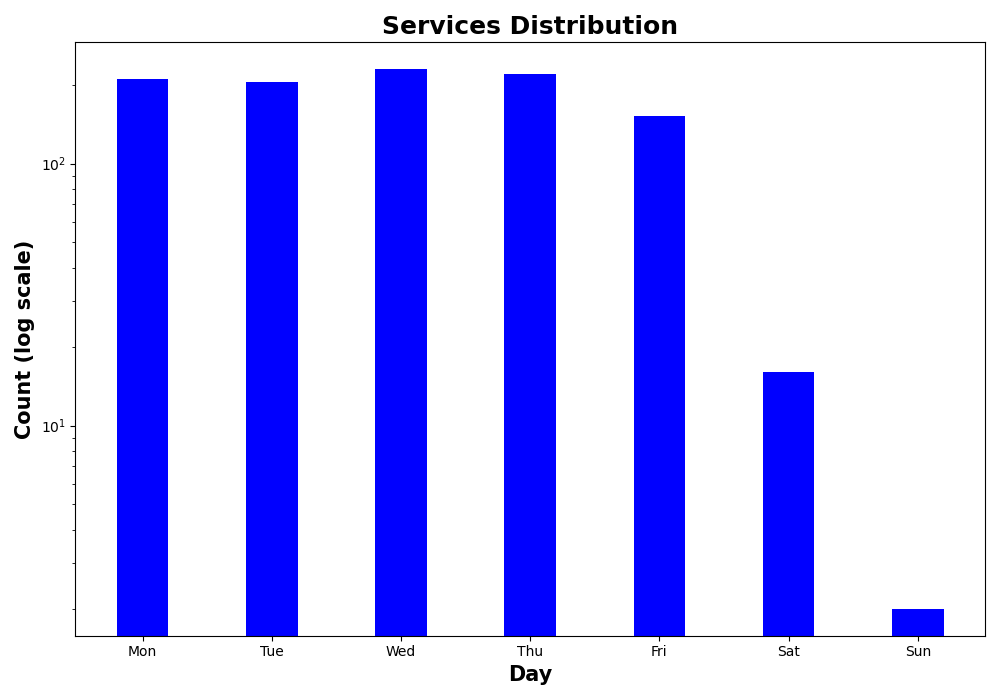 Services Distribution
Count (log scale)
10²
10¹
Mon Tue Wed Thu Fri Sat Sun
Day